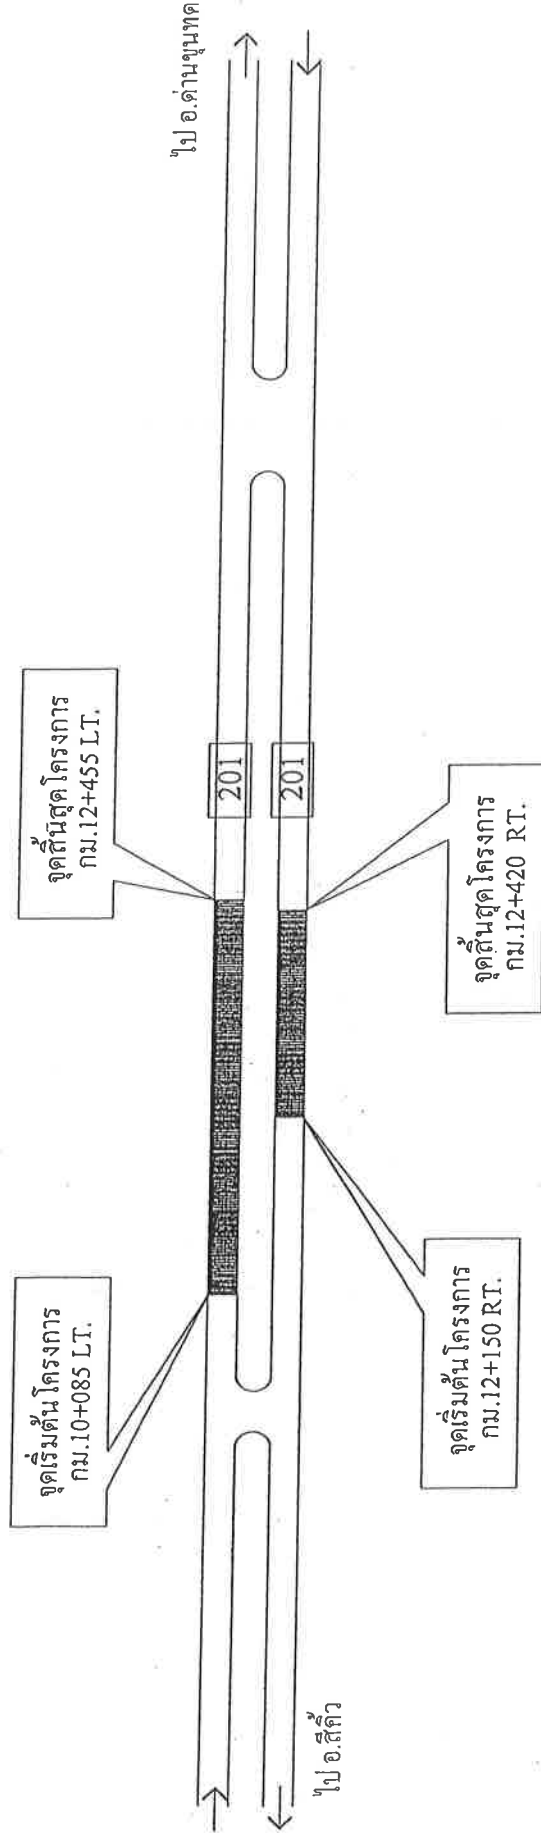 ไป อ.ด่านขุนทด
จุดสิ้นสุดโครงการ
กม.12+455 LT.
201
201
จุดสิ้นสุดโครงการ
กม.12+420 RT.
จุดเริ่มต้นโครงการ
กม.10+085 LT.
จุดเริ่มต้นโครงการ
กม.12+150 RT.
ไป อ.สีคิ้ว